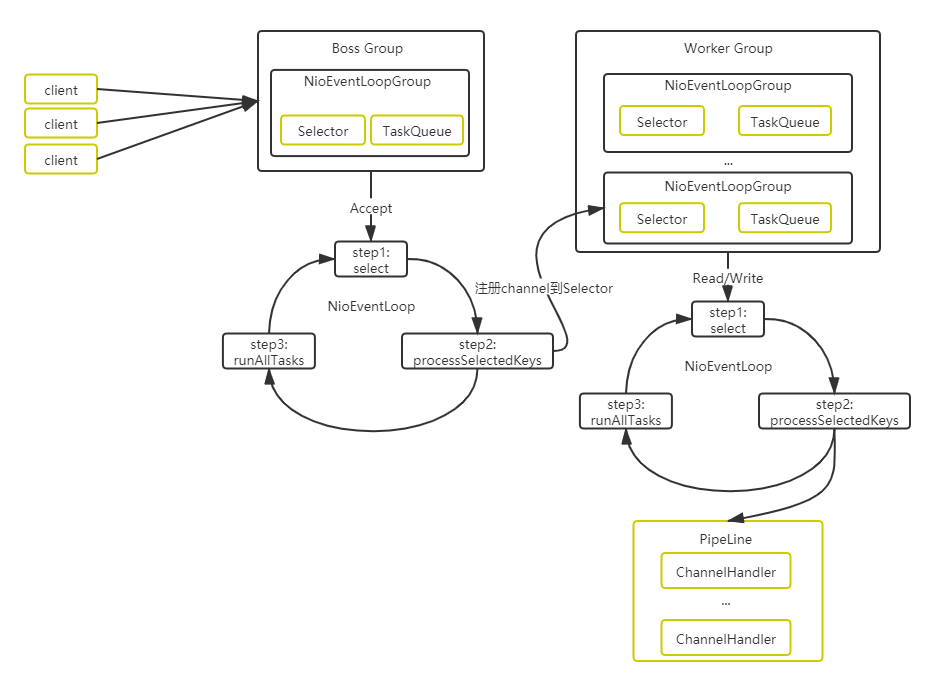 client
client
client
Boss Group
NioEventLoopGroup
Selector
TaskQueue
Accept
step1:
select
NioEventLoop
step2:
processSelectedKeys
step3:
runAllTasks
注册channel到Selector
Worker Group
NioEventLoopGroup
Selector
TaskQueue
...
NioEventLoopGroup
Selector
TaskQueue
Read/Write
step1:
select
NioEventLoop
step2:
processSelectedKeys
step3:
runAllTasks
PipeLine
ChannelHandler
...
ChannelHandler